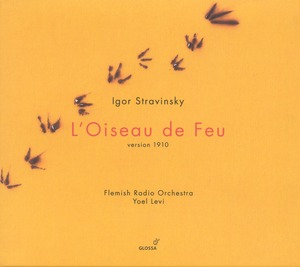 Igor Stravinsky
L'Oiseau de Feu
version 1910
Flemish Radio Orchestra
Yoel Levi
GLOSSA